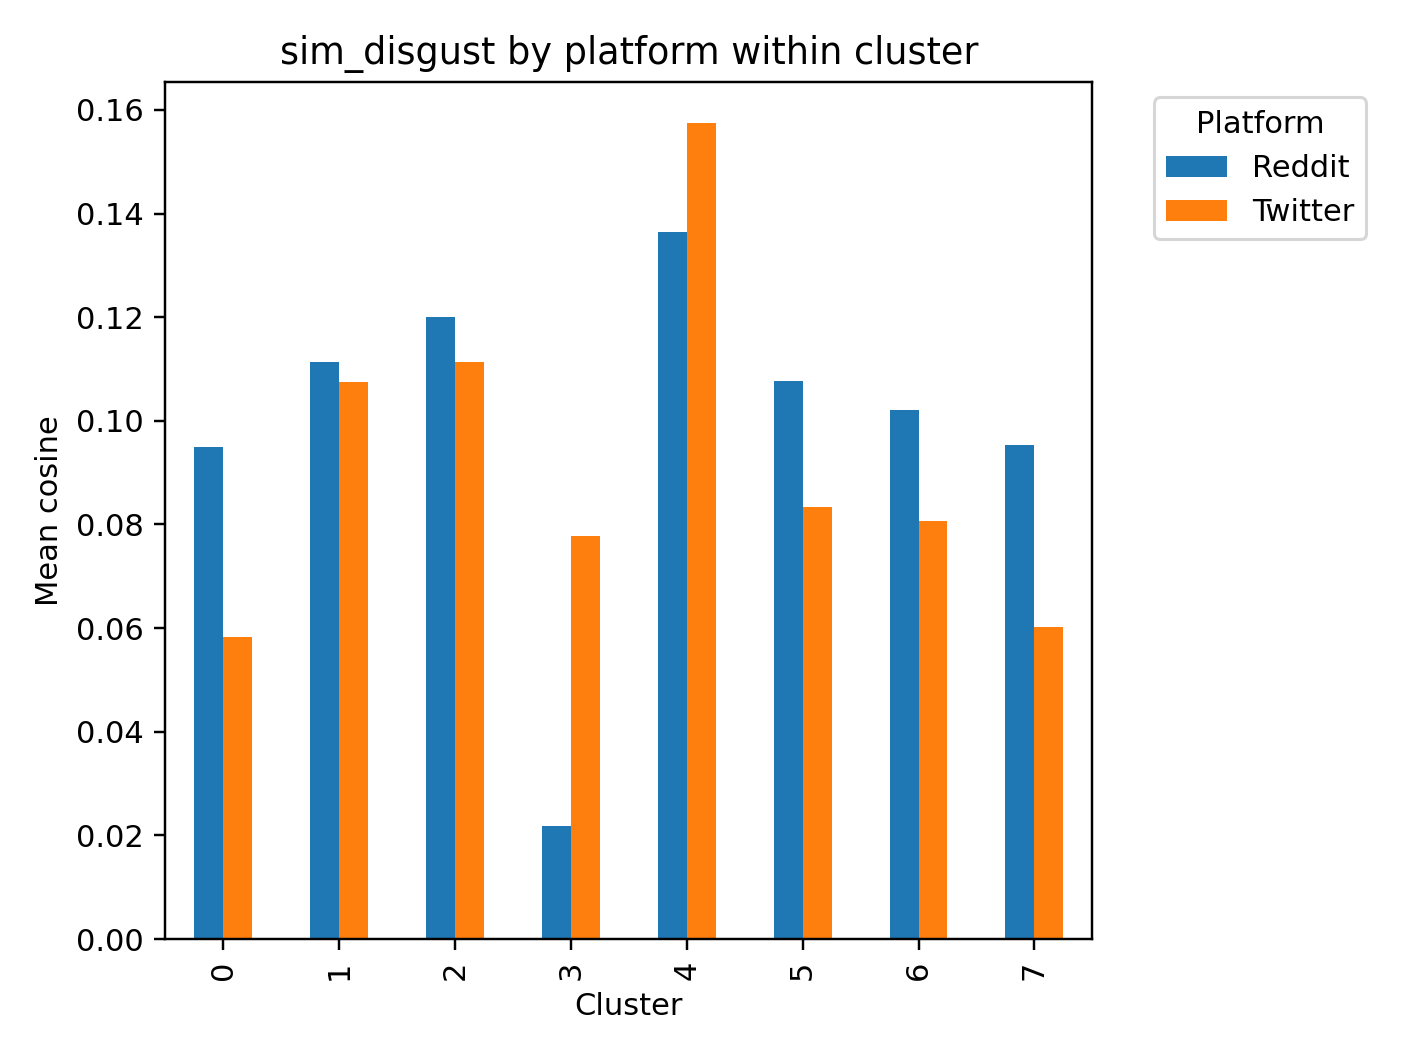 sim_disgust by platform within cluster
Platform
Reddit
Twitter
Mean cosine
0.16
0.14
0.12
0.10
0.08
0.06
0.04
0.02
0.00
0 1 2 3 4 5 6 7
Cluster